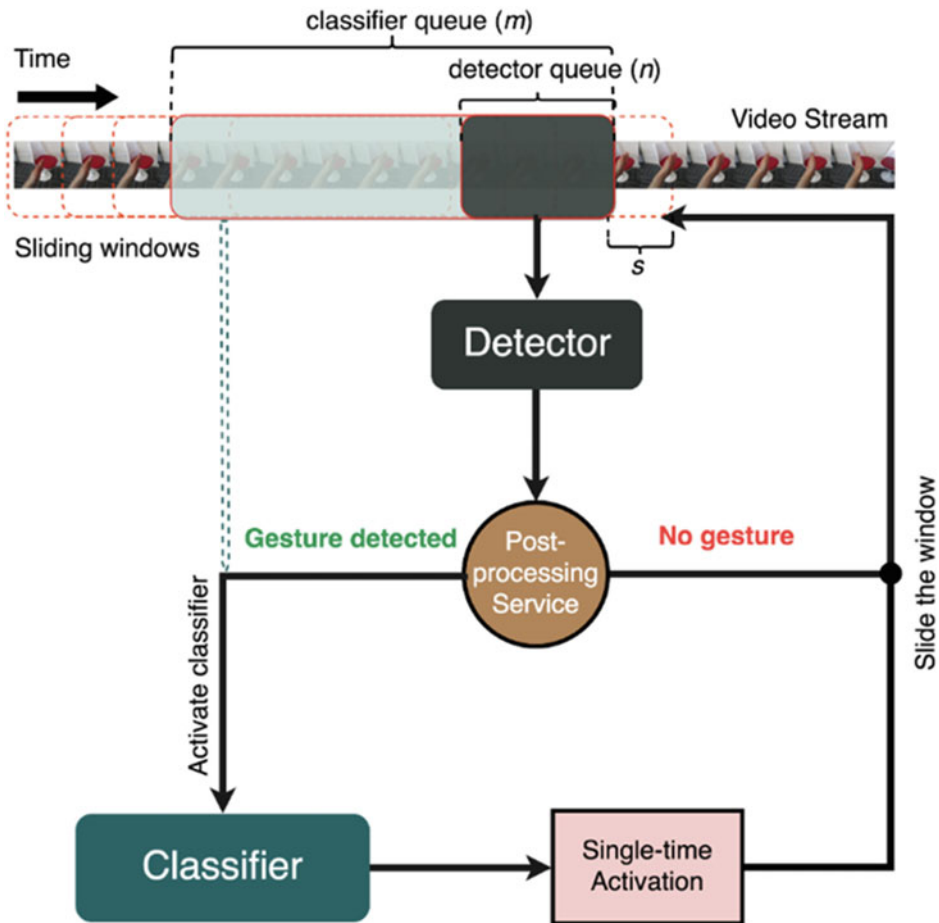 classifier queue (m)
Time
detector queue (n)
Video Stream
Sliding windows
s
Detector
Gesture detected
Post-
processing
Service
No gesture
Slide the window
Activate classifier
Classifier
Single-time
Activation